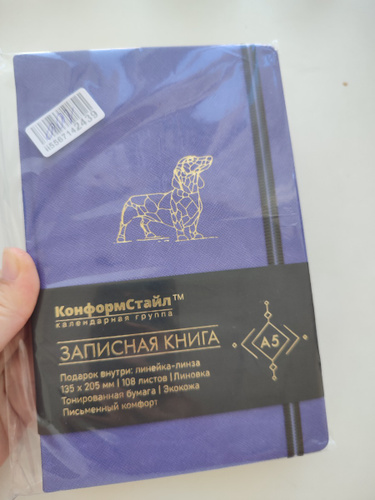 КонформСтайл™
календарная группа
ЗАПИСНАЯ КНИГА
A5
Подарок внутри: линейка-линза
135 x 205 мм | 108 листов | Линовка
Тонированная бумага | Экокожа
Письменный комфорт